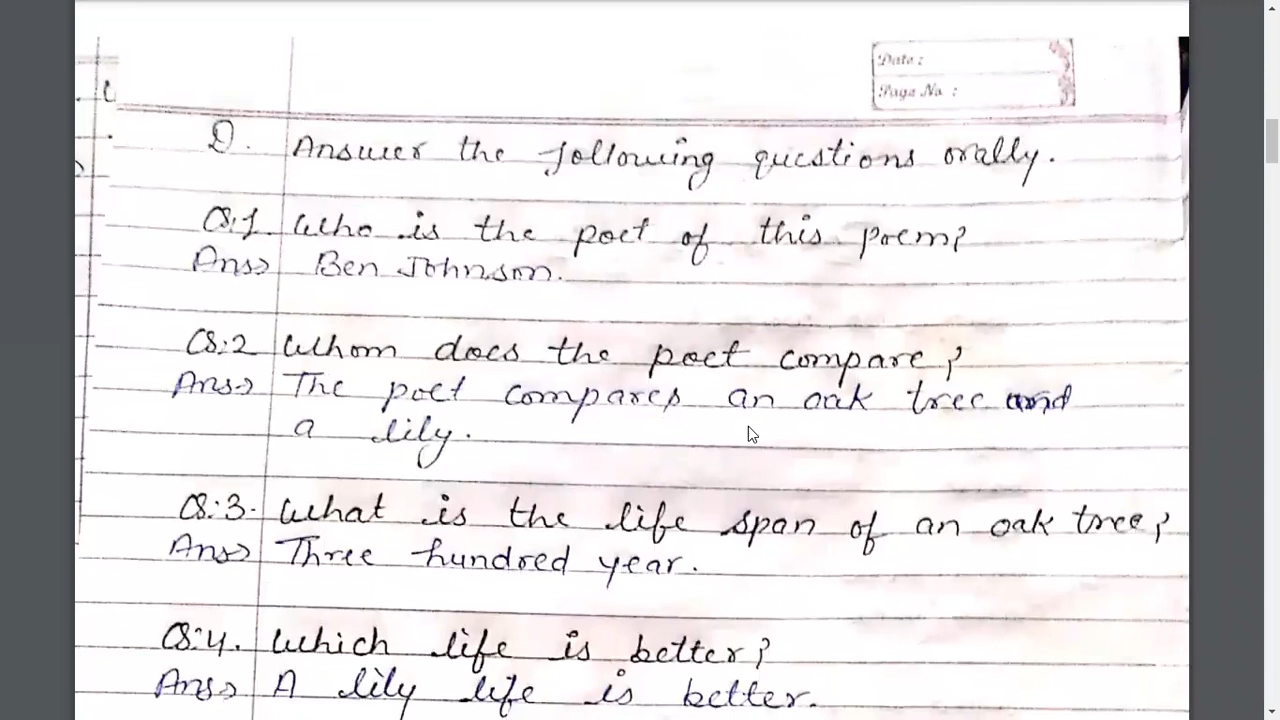 Date :
Page No. :
D. Answer the following questions orally.
Q:1. Who is the poet of this poem?
Ans→ Ben Johnson.
Q:2 Whom does the poet compare?
Ans→ The poet compares an oak tree and
a lily.
Q:3. What is the life span of an oak tree?
Ans→ Three hundred year.
Q:4. Which life is better?
Ans→ A lily life is better.